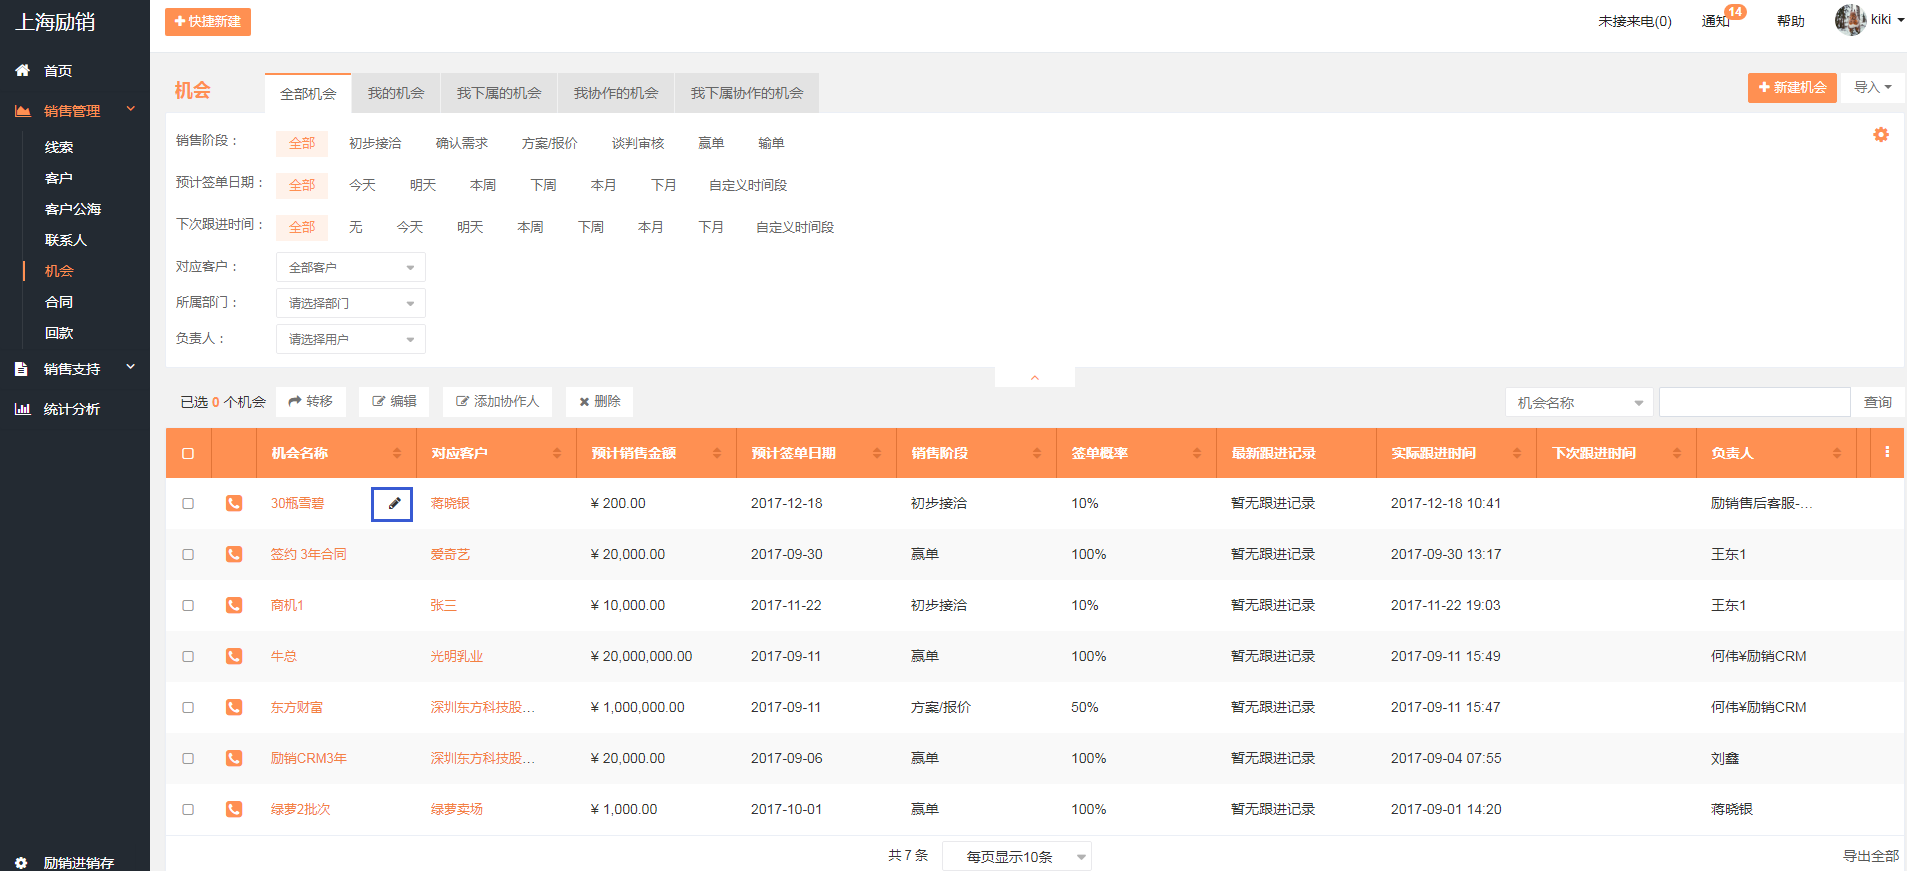 上海励销
快捷新建
未接来电(0)
通知
14
帮助
kiki
首页
销售管理
线索
客户
客户公海
联系人
机会
合同
回款
销售支持
统计分析
励销进销存
机会
全部机会 我的机会 我下属的机会 我协作的机会 我下属协作的机会
新建机会 导入
销售阶段： 全部 初步接洽 确认需求 方案/报价 谈判审核 赢单 输单
预计签单日期： 全部 今天 明天 本周 下周 本月 下月 自定义时间段
下次跟进时间： 全部 无 今天 明天 本周 下周 本月 下月 自定义时间段
对应客户： 全部客户
所属部门： 请选择部门
负责人： 请选择用户
已选 0 个机会 转移 编辑 添加协作人 删除 机会名称 查询
机会名称 对应客户 预计销售金额 预计签单日期 销售阶段 签单概率 最新跟进记录 实际跟进时间 下次跟进时间 负责人
30瓶雪碧 蒋晓银 ¥ 200.00 2017-12-18 初步接洽 10% 暂无跟进记录 2017-12-18 10:41 励销售后客服-...
签约 3年合同 爱奇艺 ¥ 20,000.00 2017-09-30 赢单 100% 暂无跟进记录 2017-09-30 13:17 王东1
商机1 张三 ¥ 10,000.00 2017-11-22 初步接洽 10% 暂无跟进记录 2017-11-22 19:03 王东1
牛总 光明乳业 ¥ 20,000,000.00 2017-09-11 赢单 100% 暂无跟进记录 2017-09-11 15:49 何伟¥励销CRM
东方财富 深圳东方科技股... ¥ 1,000,000.00 2017-09-11 方案/报价 50% 暂无跟进记录 2017-09-11 15:47 何伟¥励销CRM
励销CRM3年 深圳东方科技股... ¥ 20,000.00 2017-09-06 赢单 100% 暂无跟进记录 2017-09-04 07:55 刘鑫
绿萝2批次 绿萝卖场 ¥ 1,000.00 2017-10-01 赢单 100% 暂无跟进记录 2017-09-01 14:20 蒋晓银
共 7 条 每页显示10条 导出全部